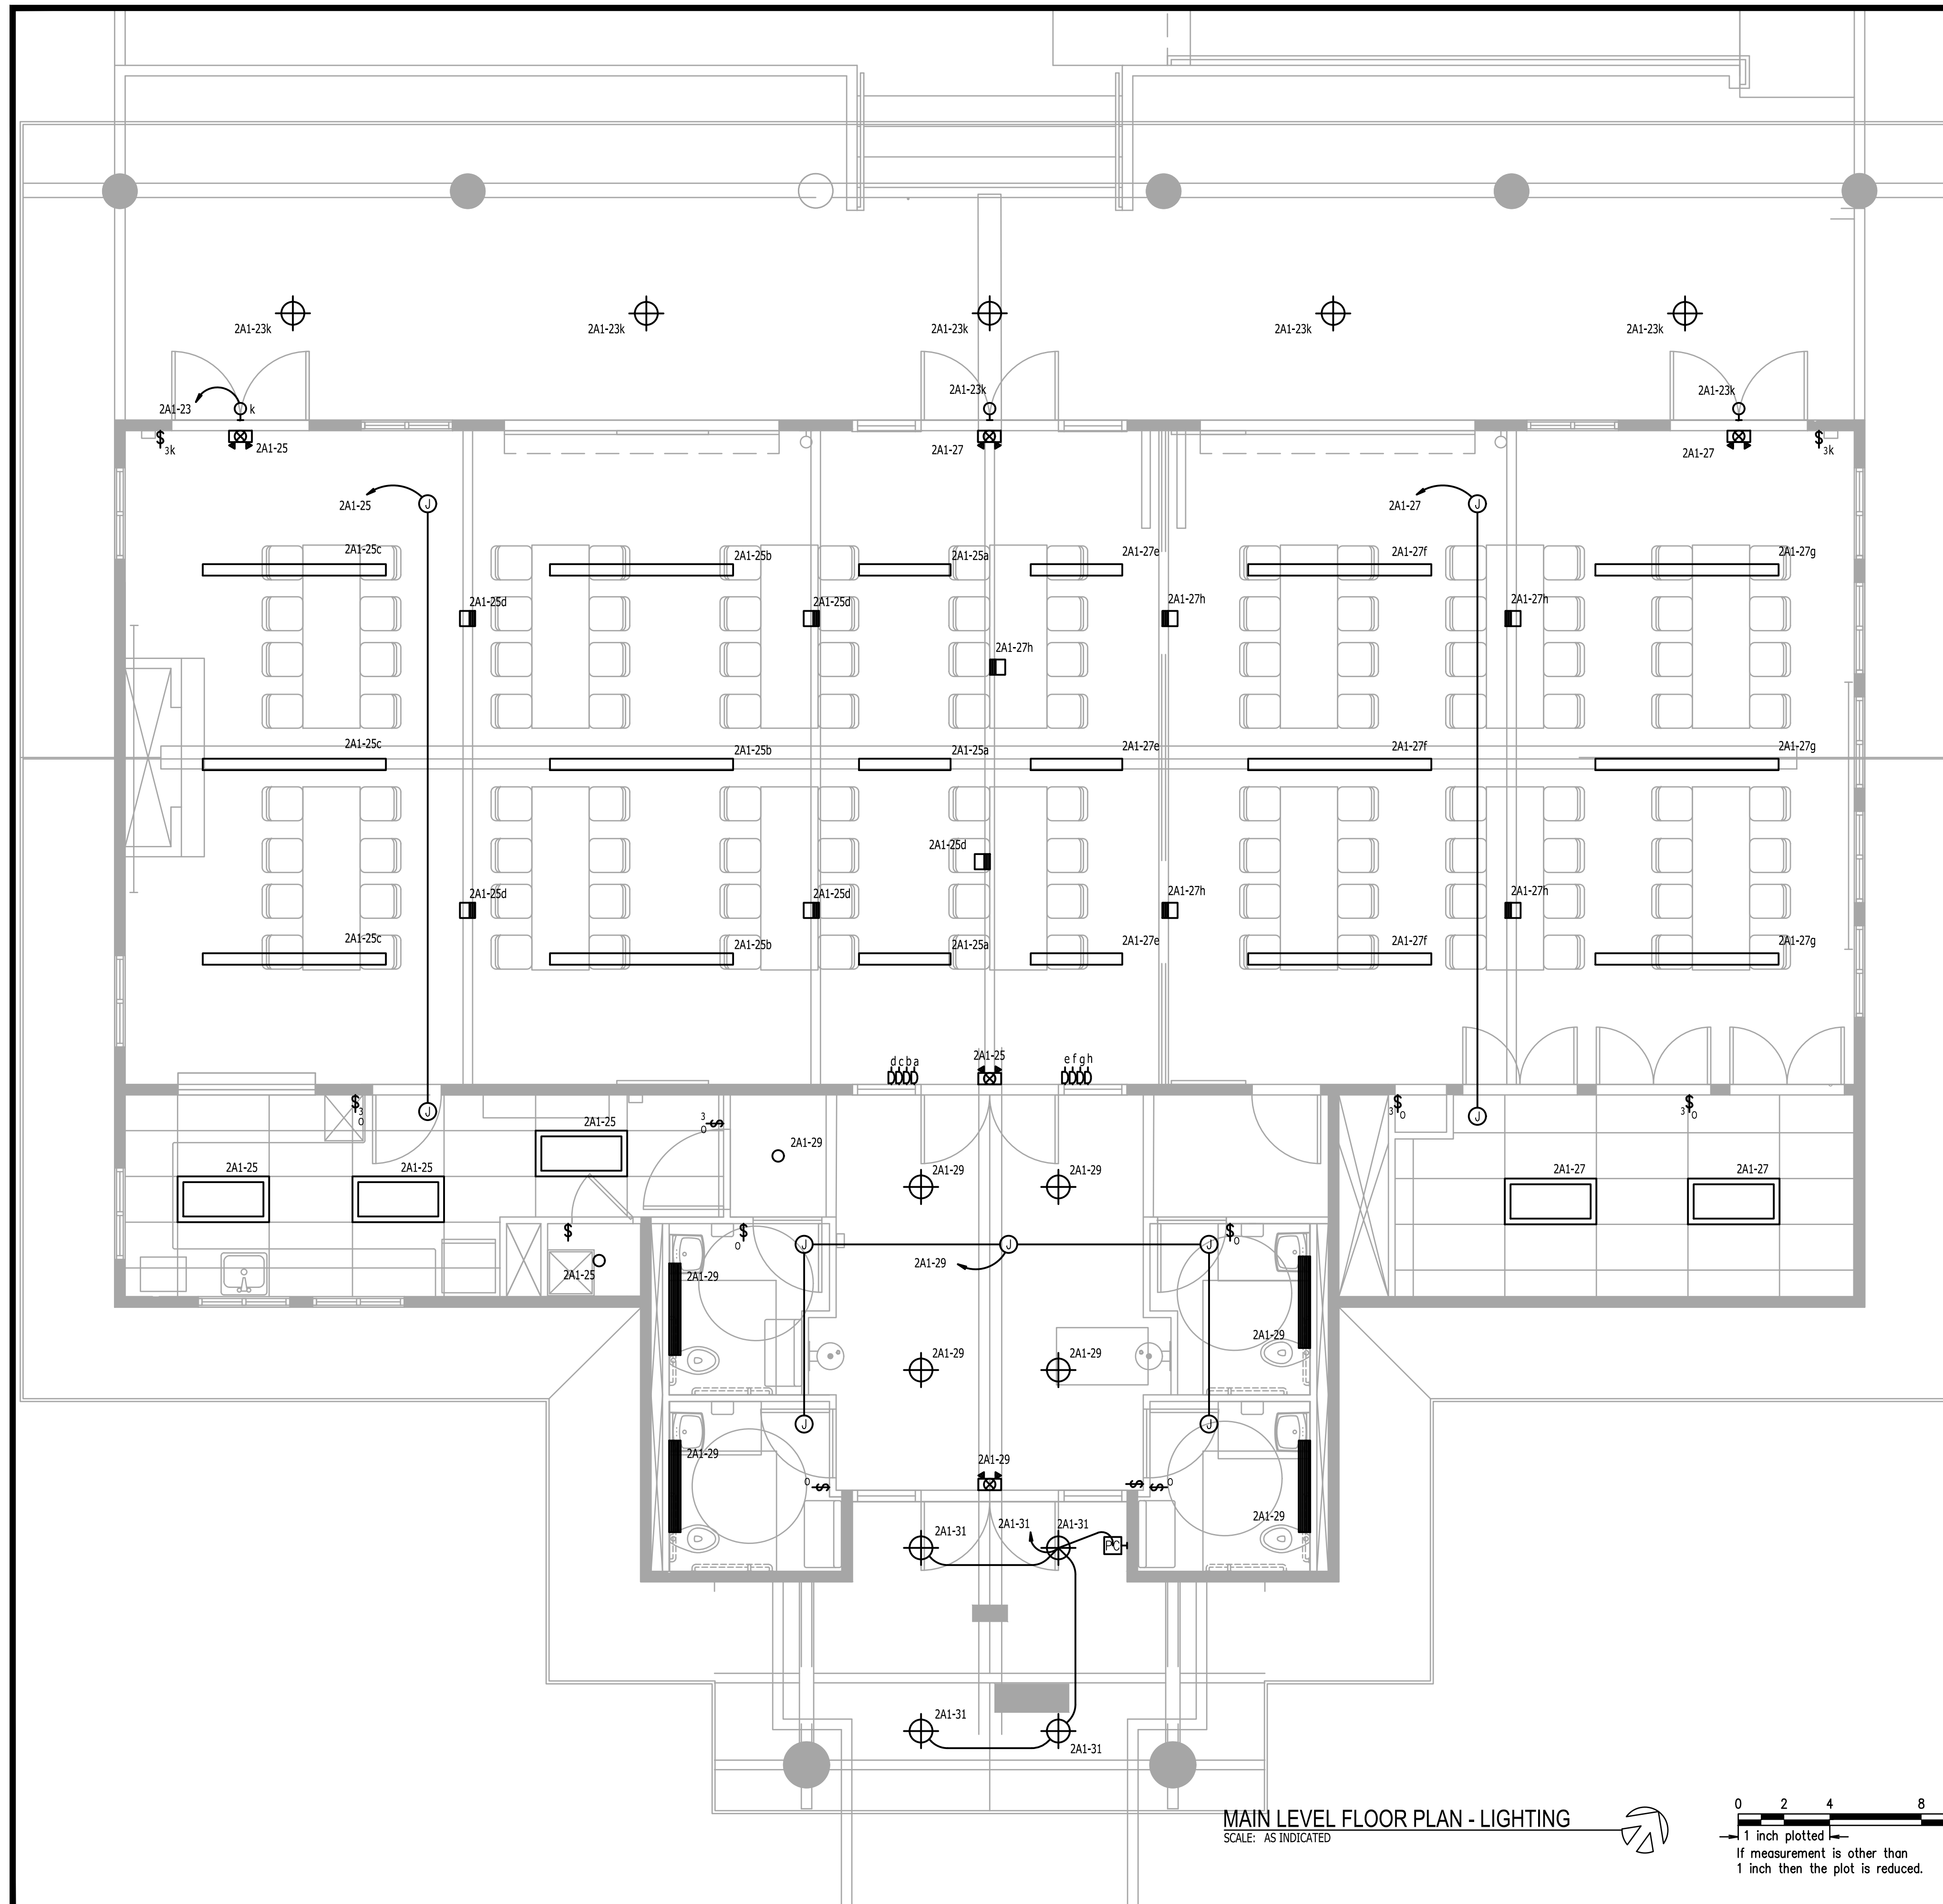 2A1-23k 2A1-23k 2A1-23k 2A1-23k 2A1-23k
2A1-23 k 2A1-23k 2A1-23k
$ 3k 2A1-25 2A1-27 2A1-27 $ 3k
2A1-25 J 2A1-27 J
2A1-25c 2A1-25b 2A1-25a 2A1-27e 2A1-27f 2A1-27g
2A1-25d 2A1-25d 2A1-27h 2A1-27h
2A1-27h
2A1-25c 2A1-25b 2A1-25a 2A1-27e 2A1-27f 2A1-27g
2A1-25d
2A1-25d 2A1-25d 2A1-27h 2A1-27h
2A1-25c 2A1-25b 2A1-25a 2A1-27e 2A1-27f 2A1-27g
d c b a 2A1-25 e f g h
D D D D D D D D
$ 3 O J $ 3 O $ 3 O J
2A1-25 3 O $ 2A1-29
2A1-25 2A1-25 2A1-29 2A1-29 2A1-27 2A1-27
$ $ O $ O
J J J
2A1-25 2A1-29 2A1-29
2A1-29
2A1-29 2A1-29
J J
2A1-29 2A1-29
O $ $ $ O
2A1-29
2A1-31 2A1-31 2A1-31 PC
2A1-31
2A1-31
MAIN LEVEL FLOOR PLAN - LIGHTING
SCALE: AS INDICATED
0 2 4 8
1 inch plotted
If measurement is other than
1 inch then the plot is reduced.